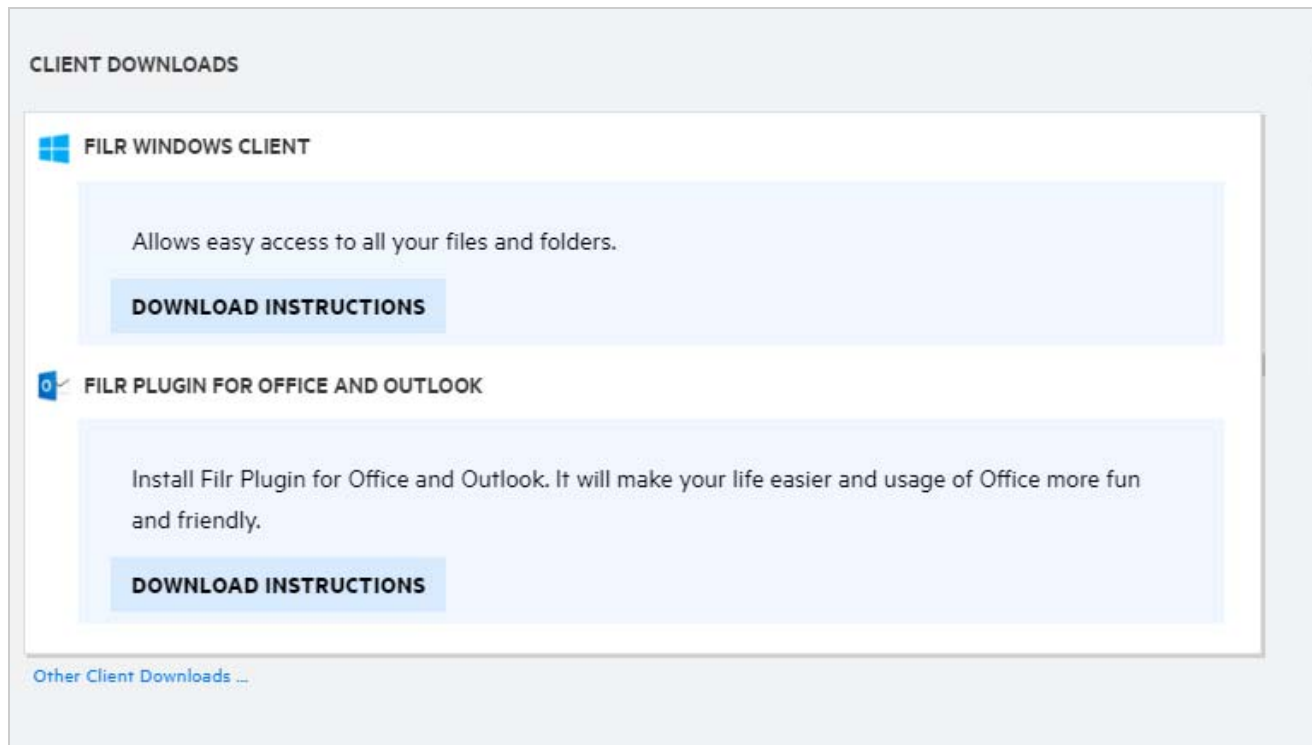 CLIENT DOWNLOADS
FILR WINDOWS CLIENT
Allows easy access to all your files and folders.
DOWNLOAD INSTRUCTIONS
FILR PLUGIN FOR OFFICE AND OUTLOOK
Install Filr Plugin for Office and Outlook. It will make your life easier and usage of Office more fun
and friendly.
DOWNLOAD INSTRUCTIONS
Other Client Downloads ...